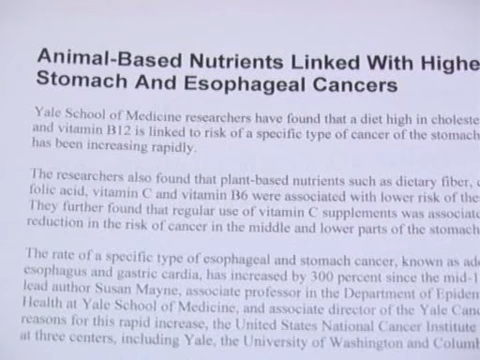 Animal-Based Nutrients Linked With Highe
Stomach And Esophageal Cancers
Yale School of Medicine researchers have found that a diet high in choleste
and vitamin B12 is linked to risk of a specific type of cancer of the stomach
has been increasing rapidly.
The researchers also found that plant-based nutrients such as dietary fiber,
folic acid, vitamin C and vitamin B6 were associated with lower risk of the
They further found that regular use of vitamin C supplements was associate
reduction in the risk of cancer in the middle and lower parts of the stomach
The rate of a specific type of esophageal and stomach cancer, known as ade
esophagus and gastric cardia, has increased by 300 percent since the mid-1
lead author Susan Mayne, associate professor in the Department of Epidem
Health at Yale School of Medicine, and associate director of the Yale Canc
reasons for this rapid increase, the United States National Cancer Institute
at three centers, including Yale, the University of Washington and Columb